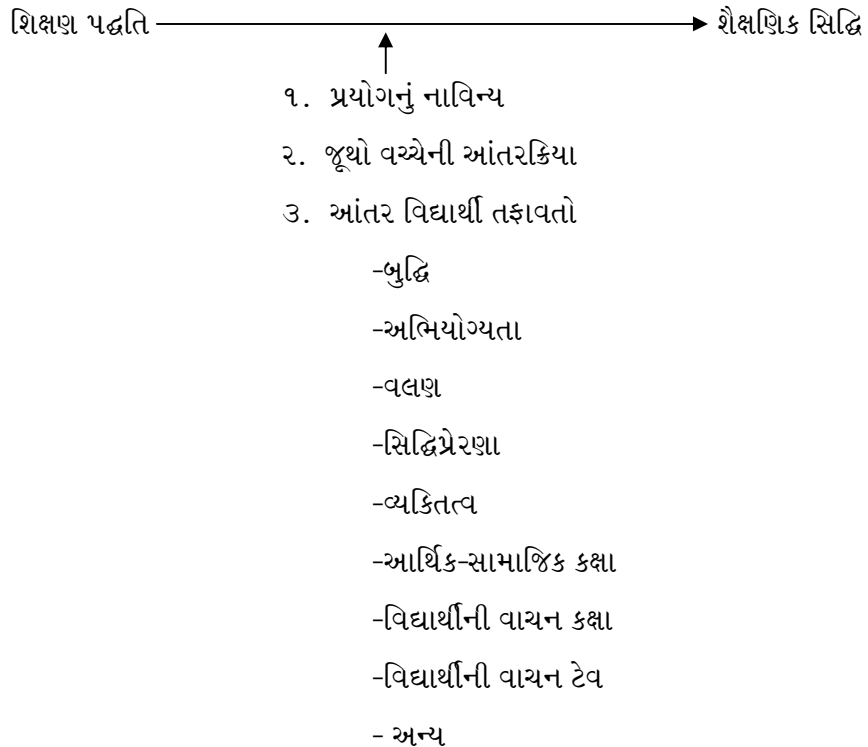 શિક્ષણ પદ્ધતિ શૈક્ષણિક સિદ્ધિ
૧. પ્રયોગનું નાવિન્ય
૨. જૂથો વચ્ચેની આંતરક્રિયા
૩. આંતર વિદ્યાર્થી તફાવતો
-બુદ્ધિ
-અભિયોગ્યતા
-વલણ
-સિદ્ધિપ્રેરણા
-વ્યકિતત્વ
-આર્થિક-સામાજિક કક્ષા
-વિદ્યાર્થીની વાચન કક્ષા
-વિદ્યાર્થીની વાચન ટેવ
- અન્ય